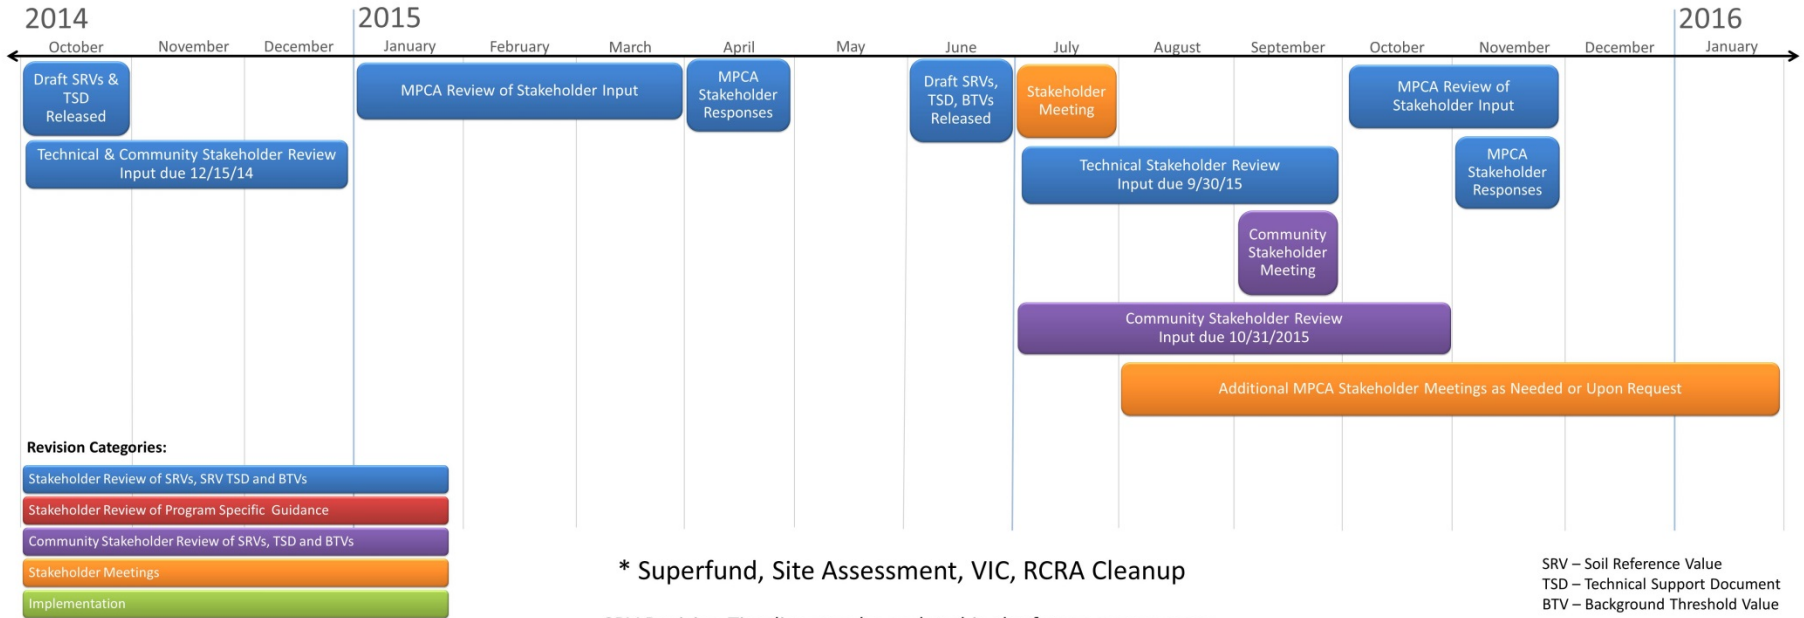 2014
2015
2016
October
November
December
January
February
March
April
May
June
July
August
September
October
November
December
January
Draft SRVs &
TSD
Released
MPCA Review of Stakeholder Input
MPCA
Stakeholder
Responses
Draft SRVs,
TSD, BTVs
Released
Stakeholder
Meeting
MPCA Review of
Stakeholder Input
Technical & Community Stakeholder Review
Input due 12/15/14
Technical Stakeholder Review
Input due 9/30/15
MPCA
Stakeholder
Responses
Community
Stakeholder
Meeting
Community Stakeholder Review
Input due 10/31/2015
Additional MPCA Stakeholder Meetings as Needed or Upon Request
Revision Categories:
Stakeholder Review of SRVs, SRV TSD and BTVs
Stakeholder Review of Program Specific Guidance
Community Stakeholder Review of SRVs, TSD and BTVs
Stakeholder Meetings
Implementation
* Superfund, Site Assessment, VIC, RCRA Cleanup
SRV – Soil Reference Value
TSD – Technical Support Document
BTV – Background Threshold Value